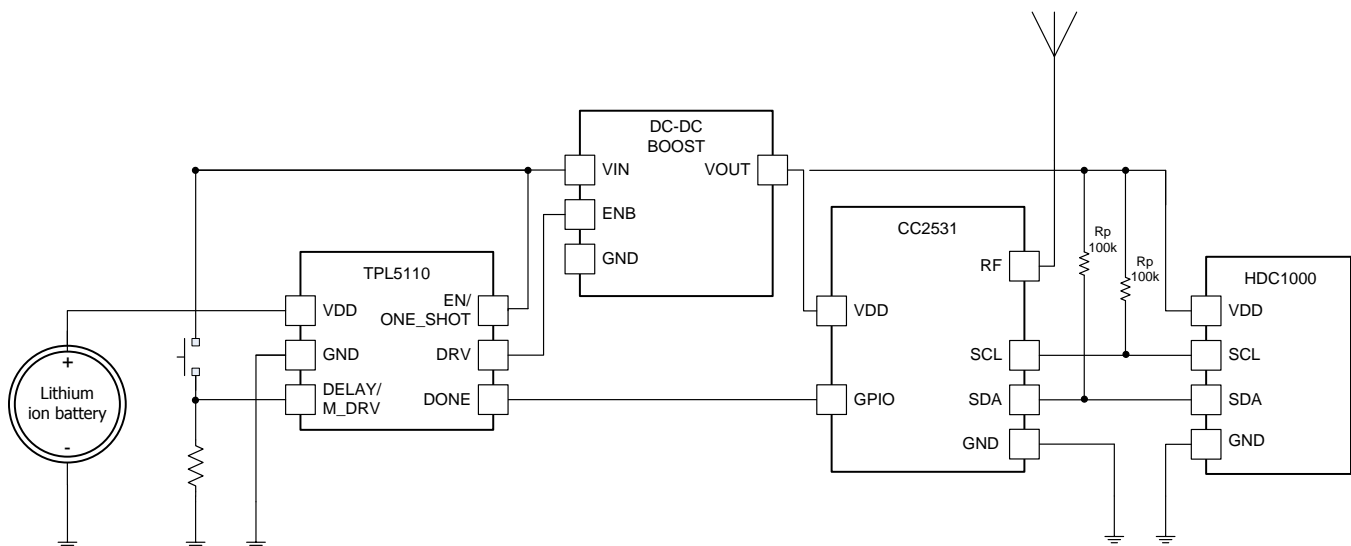 DC-DC
BOOST
VIN
VOUT
ENB
GND
TPL5110
VDD
EN/
ONE_SHOT
GND
DRV
DELAY/
M_DRV
DONE
+
Lithium
ion battery
-
CC2531
RF
VDD
SCL
GPIO
SDA
GND
Rp
100k
Rp
100k
HDC1000
VDD
SCL
SDA
GND